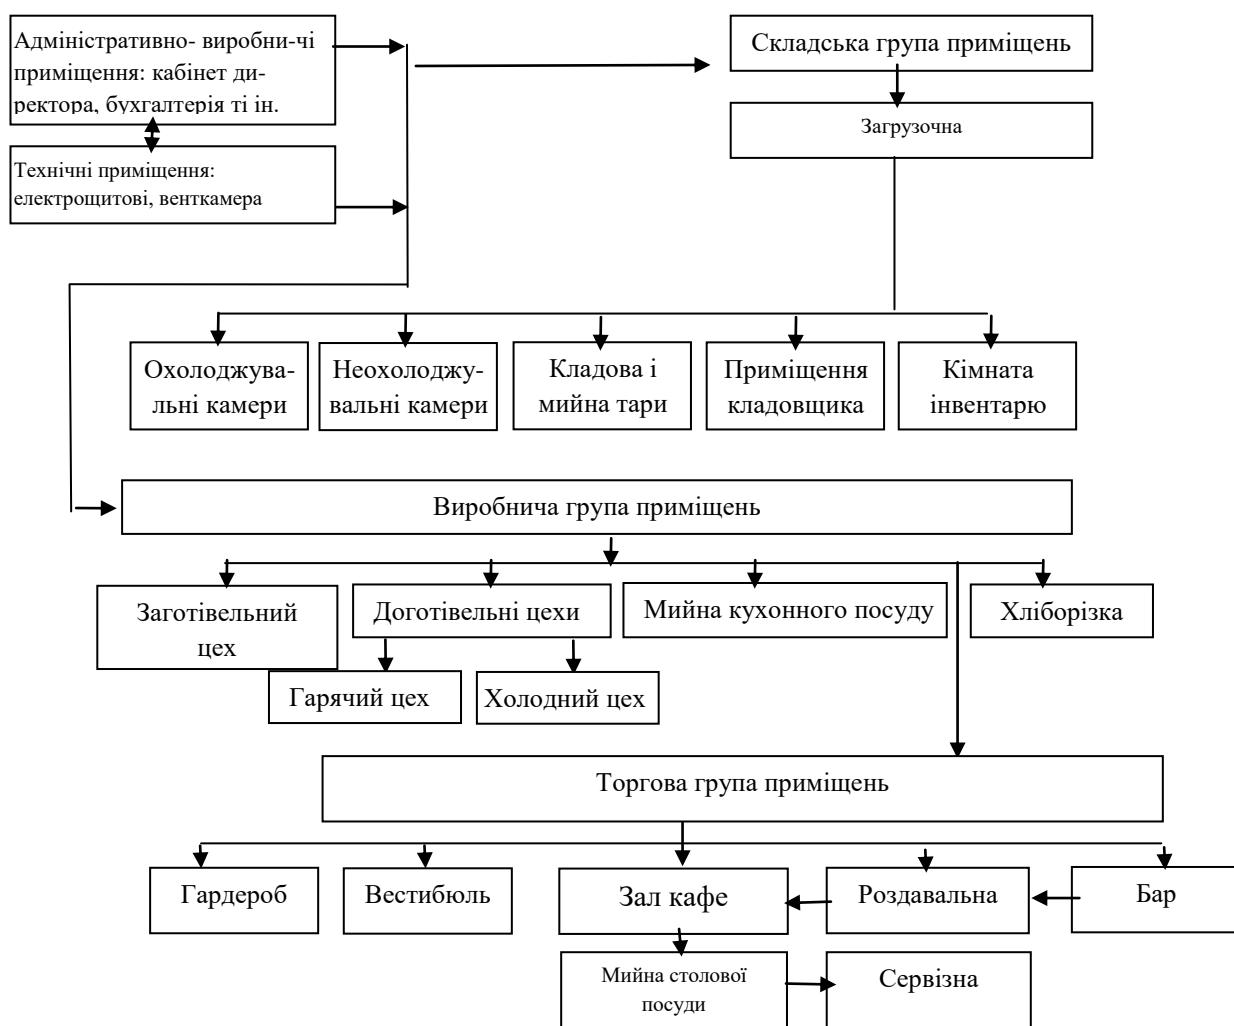 Адміністративно- виробни-чі
приміщення: кабінет ди-
ректора, бухгалтерія ті ін.
Складська група приміщень
Загрузочна
Технічні приміщення:
електрощитові, венткамера
Охолоджува-
льні камери
Неохолоджу-
вальні камери
Кладова і
мийна тари
Приміщення
кладовщика
Кімната
інвентарю
Виробнича група приміщень
Заготівельний
цех
Доготівельні цехи
Мийна кухонного посуду
Хліборізка
Гарячий цех
Холодний цех
Торгова група приміщень
Гардероб
Вестибюль
Зал кафе
Роздавальна
Бар
Мийна столової
посуди
Сервізна